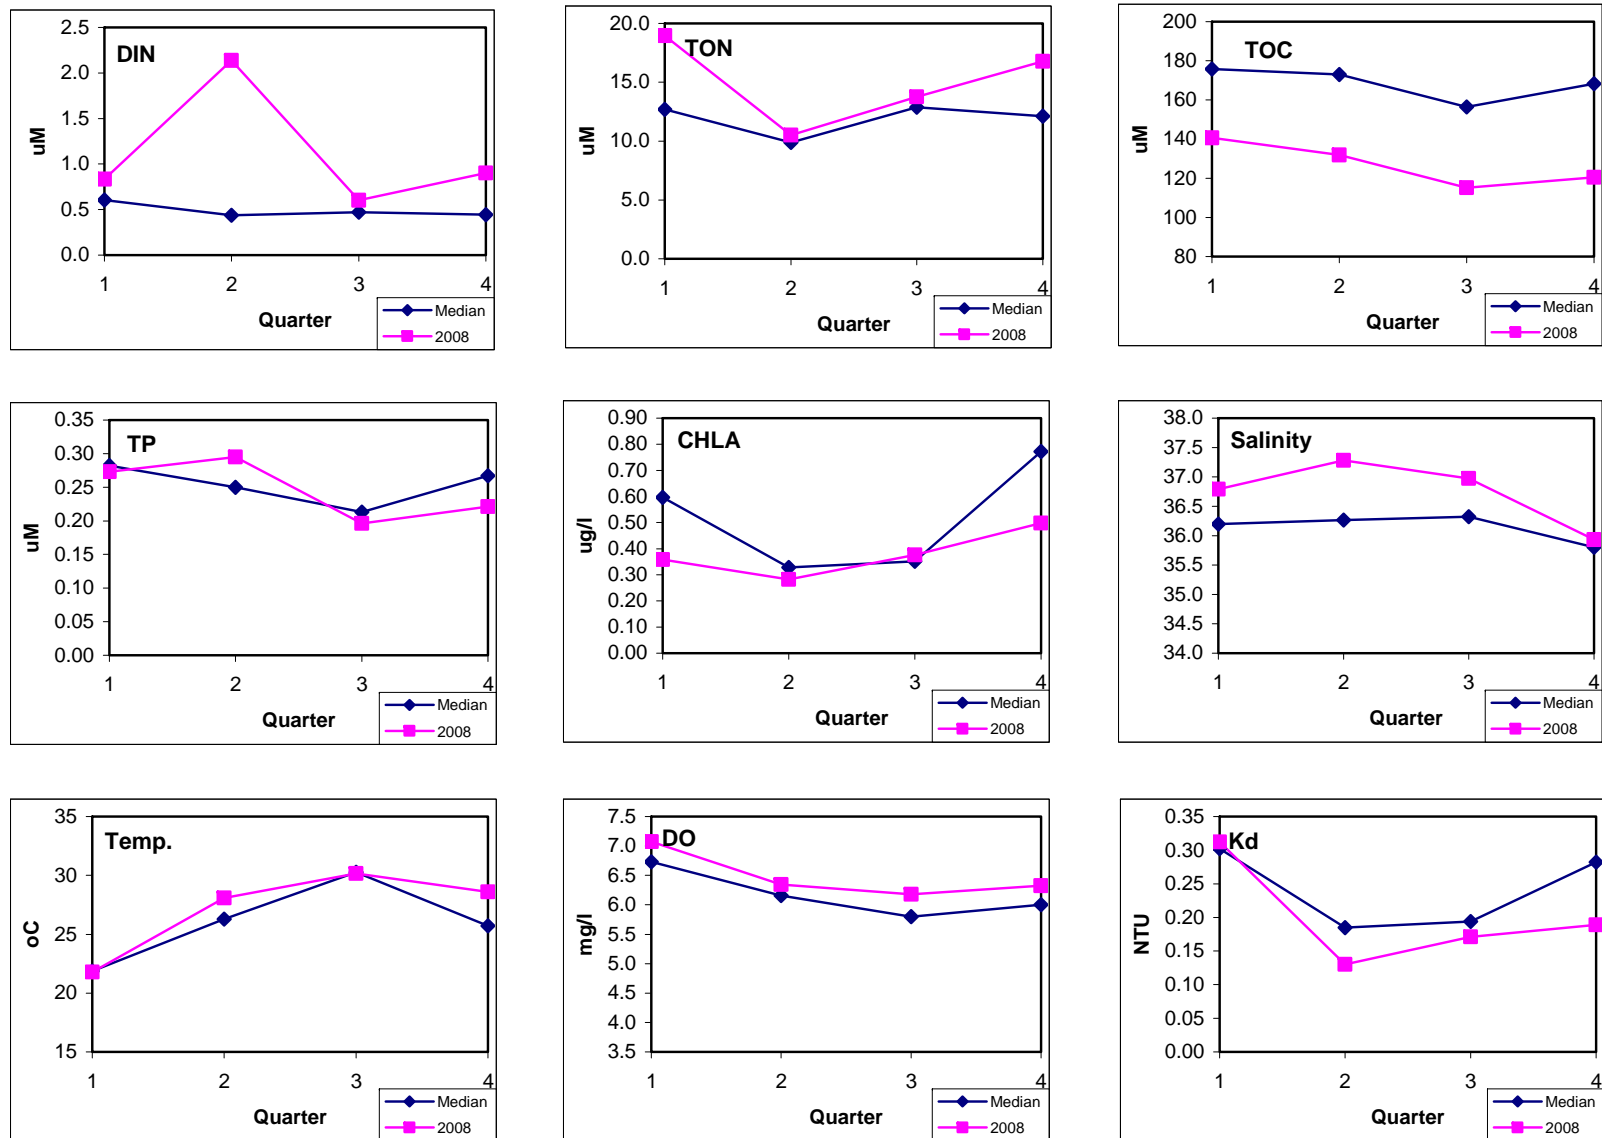 DIN
uM
2.5
2.0
1.5
1.0
0.5
0.0
1 2 3 4
Quarter
Median
2008
TON
uM
20.0
15.0
10.0
5.0
0.0
1 2 3 4
Quarter
Median
2008
TOC
uM
200
180
160
140
120
100
80
1 2 3 4
Quarter
Median
2008
TP
uM
0.35
0.30
0.25
0.20
0.15
0.10
0.05
0.00
1 2 3 4
Quarter
Median
2008
CHLA
ug/l
0.90
0.80
0.70
0.60
0.50
0.40
0.30
0.20
0.10
0.00
1 2 3 4
Quarter
Median
2008
Salinity
38.0
37.5
37.0
36.5
36.0
35.5
35.0
34.5
34.0
1 2 3 4
Quarter
Median
2008
Temp.
oC
35
30
25
20
15
1 2 3 4
Quarter
Median
2008
DO
mg/l
7.5
7.0
6.5
6.0
5.5
5.0
4.5
4.0
3.5
1 2 3 4
Quarter
Median
2008
Kd
NTU
0.35
0.30
0.25
0.20
0.15
0.10
0.05
0.00
1 2 3 4
Quarter
Median
2008